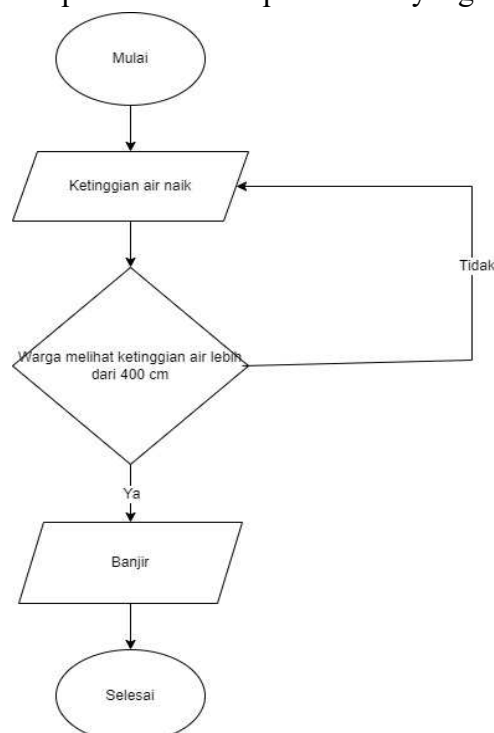 Mulai
Ketinggian air naik
Tidak
Warga melihat ketinggian air lebih
dari 400 cm
Ya
Banjir
Selesai